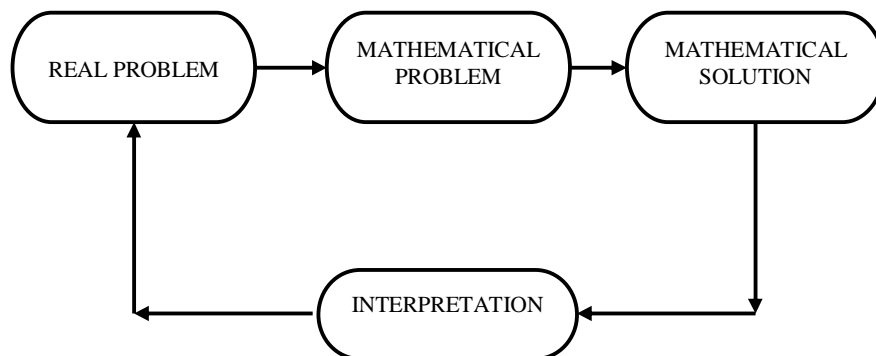 REAL PROBLEM
MATHEMATICAL
PROBLEM
MATHEMATICAL
SOLUTION
INTERPRETATION